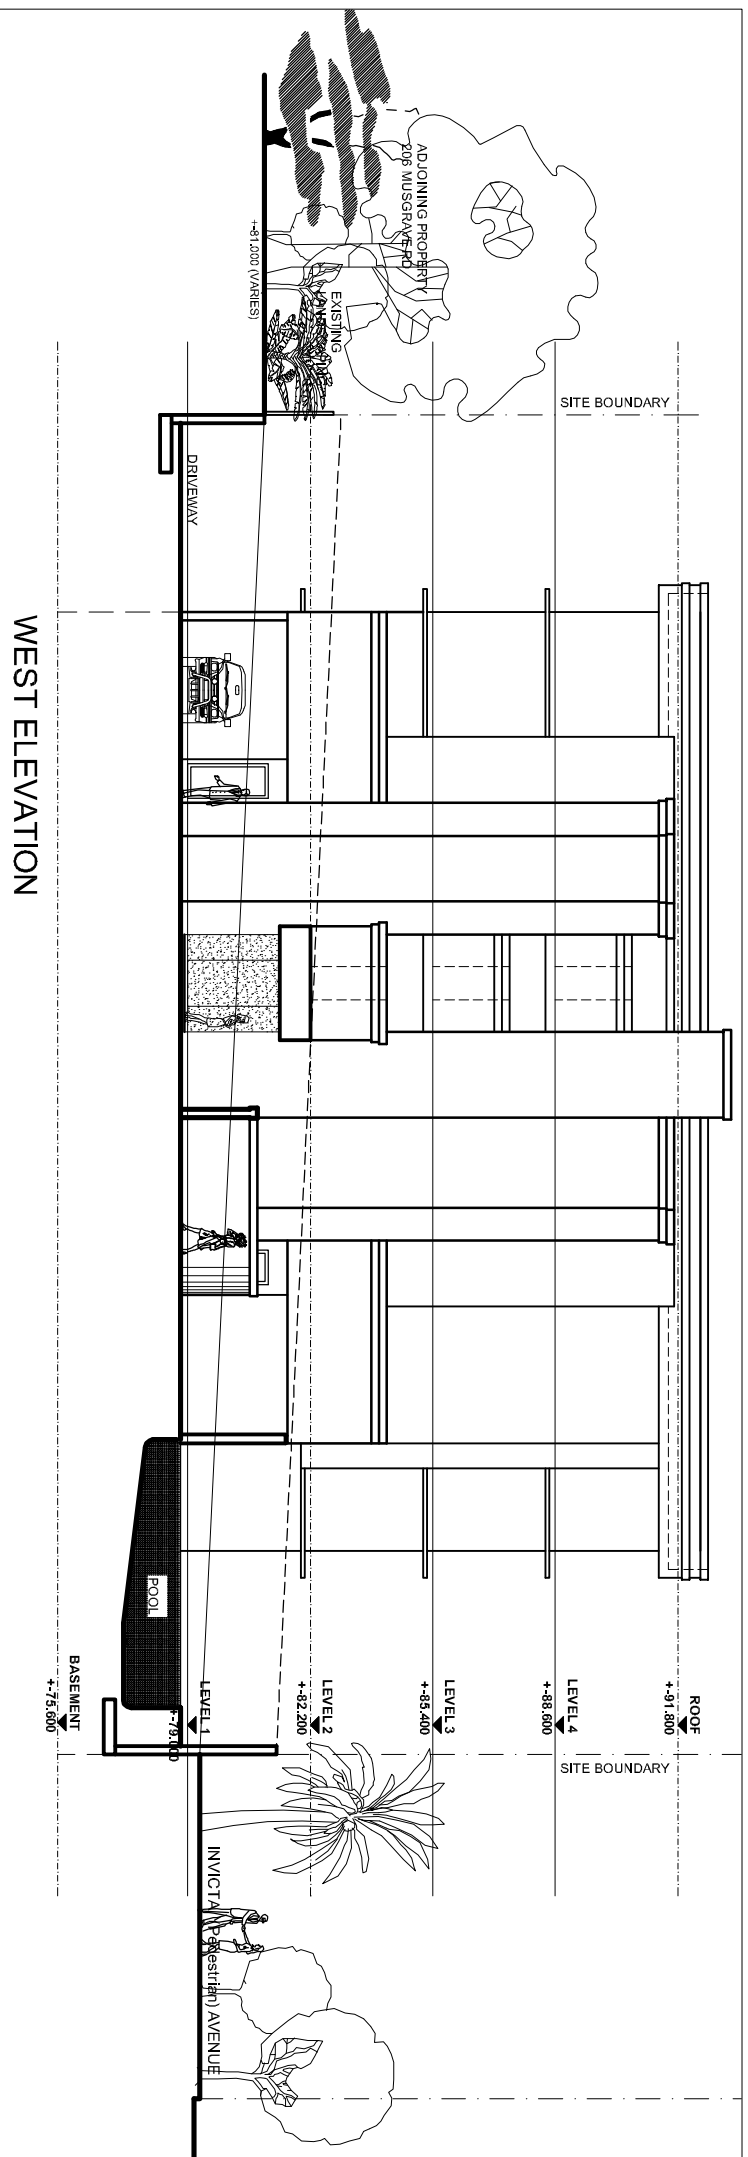 ADJOINING PROPERTY
206 MUSGRAVE RD
EXISTING
+-81.000 (VARIES)
SITE BOUNDARY
DRIVEWAY
POOL
ROOF
+-91.800
LEVEL 4
+-88.600
LEVEL 3
+-85.400
LEVEL 2
+-82.200
LEVEL 1
+-79.000
BASEMENT
+-75.600
SITE BOUNDARY
INVICTA (Pedestrian) AVENUE
WEST ELEVATION